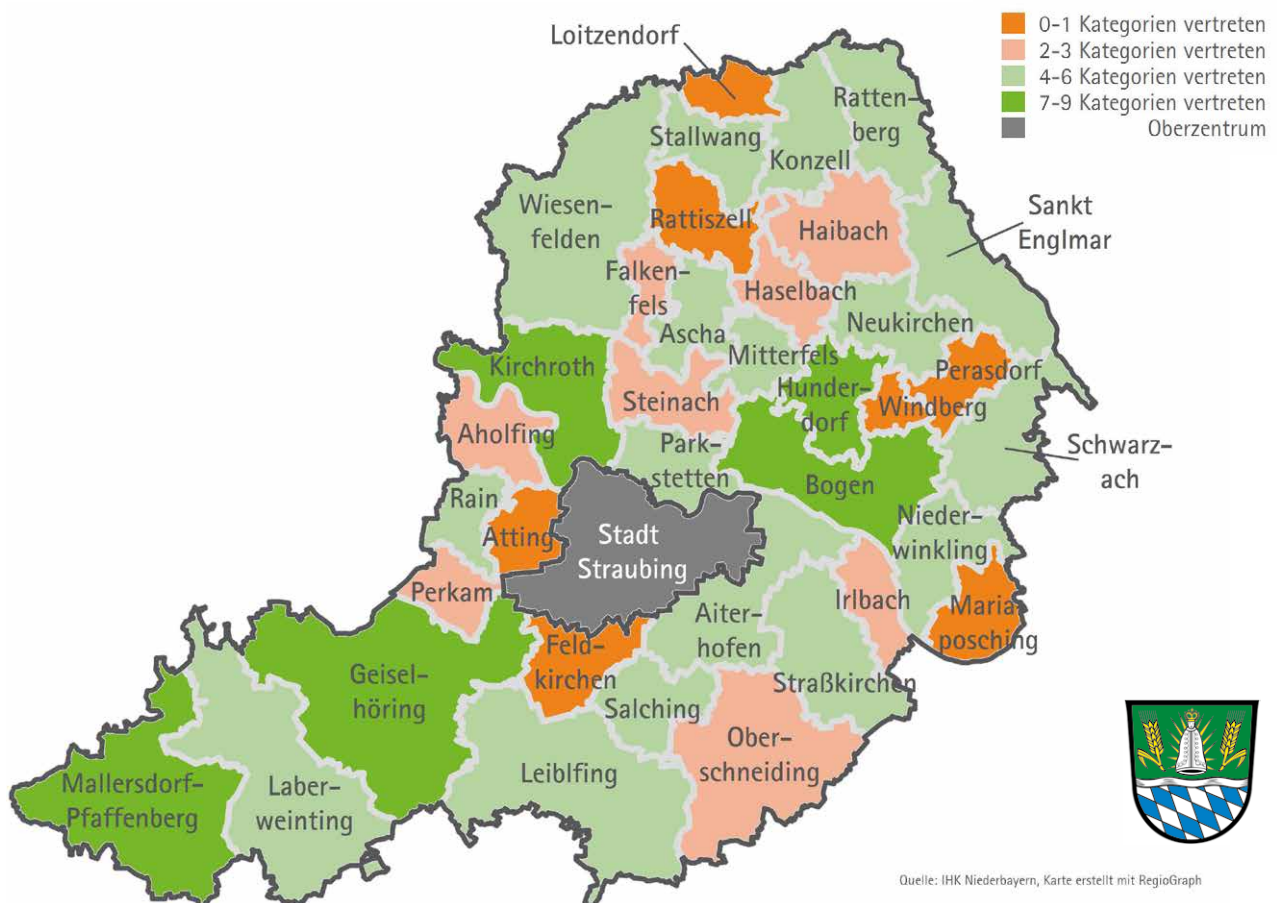 0-1 Kategorien vertreten
2-3 Kategorien vertreten
4-6 Kategorien vertreten
7-9 Kategorien vertreten
Oberzentrum
Loitzendorf
Ratten-
berg
Stallwang
Konzell
Wiesen-
felden
Rattiszell
Haibach
Sankt
Englmar
Falken-
fels
Haselbach
Ascha
Neukirchen
Mitterfels
Kirchroth
Perasdorf
Hunder-
dorf
Steinach
Windberg
Aholfing
Park-
stetten
Schwarz-
ach
Bogen
Rain
Nieder-
winkling
Atting
Stadt
Straubing
Perkam
Irlbach
Maria-
posching
Aiter-
hofen
Feld-
kirchen
Geisel-
höring
Straßkirchen
Salching
Ober-
schneiding
Leiblfing
Mallersdorf-
Pfaffenberg
Laber-
weinting
Quelle: IHK Niederbayern, Karte erstellt mit RegioGraph